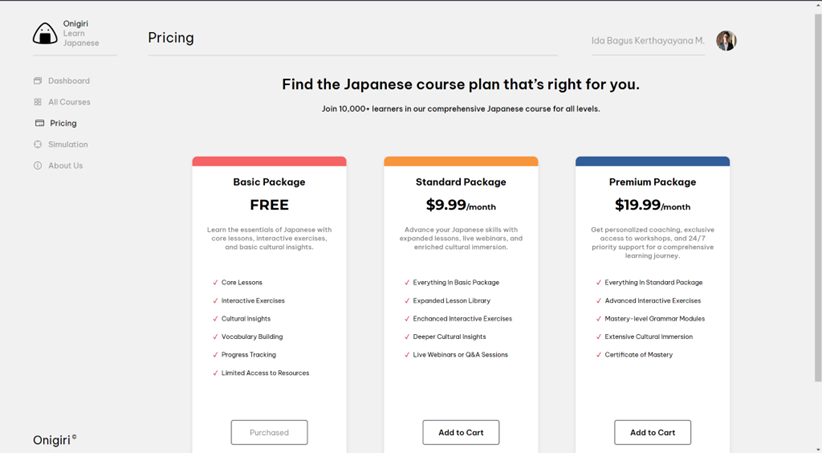 Onigiri
Learn
Japanese
Pricing
Ida Bagus Kerthayayana M.
Dashboard
All Courses
Pricing
Simulation
About Us
Find the Japanese course plan that’s right for you.
Join 10,000+ learners in our comprehensive Japanese course for all levels.
Basic Package
FREE
Learn the essentials of Japanese with
core lessons, interactive exercises,
and basic cultural insights.
✓ Core Lessons
✓ Interactive Exercises
✓ Cultural Insights
✓ Vocabulary Building
✓ Progress Tracking
✓ Limited Access to Resources
Purchased
Standard Package
$9.99/month
Advance your Japanese skills with
expanded lessons, live webinars, and
enriched cultural immersion.
✓ Everything In Basic Package
✓ Expanded Lesson Library
✓ Enchanced Interactive Exercises
✓ Deeper Cultural Insights
✓ Live Webinars or Q&A Sessions
Add to Cart
Premium Package
$19.99/month
Get personalized coaching, exclusive
access to workshops, and 24/7
priority support for a comprehensive
learning journey.
✓ Everything In Standard Package
✓ Advanced Interactive Exercises
✓ Mastery-level Grammar Modules
✓ Extensive Cultural Immersion
✓ Certificate of Mastery
Add to Cart
Onigiri©